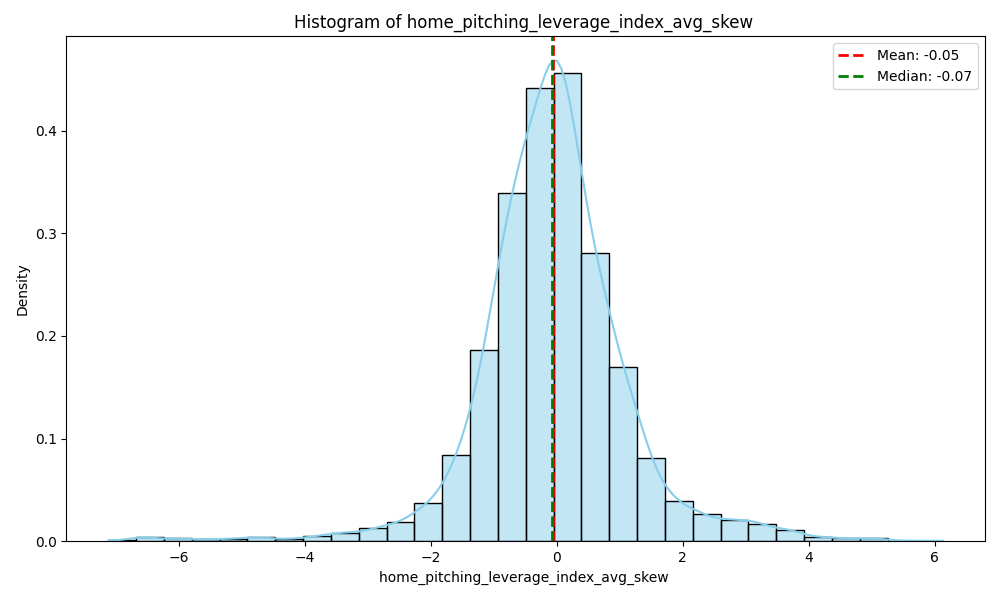 Histogram of home_pitching_leverage_index_avg_skew
Mean: -0.05
Median: -0.07
Density
0.4
0.3
0.2
0.1
0.0
−6
−4
−2
0
2
4
6
home_pitching_leverage_index_avg_skew